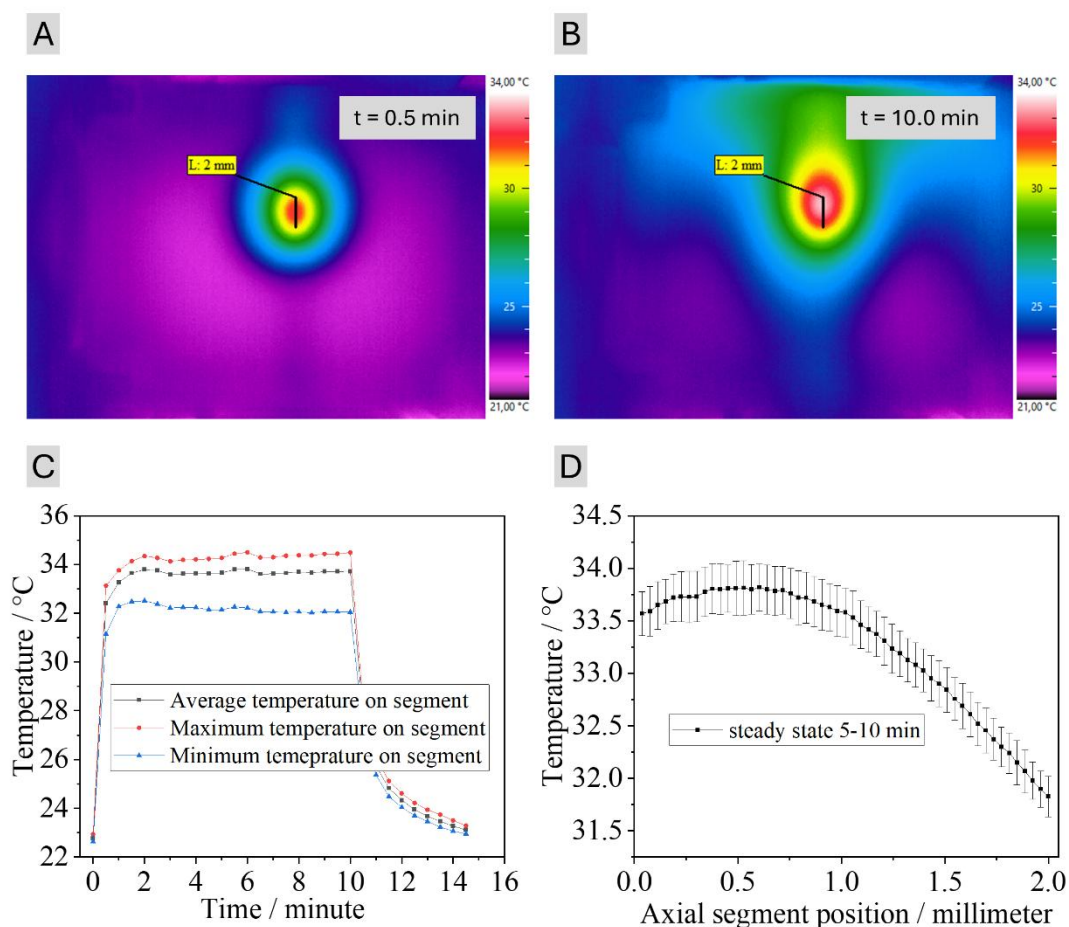 A
B
t = 0.5 min
L: 2 mm
34,00 °C
30
25
21,00 °C
t = 10.0 min
L: 2 mm
34,00 °C
30
25
21,00 °C
C
D
36
34
32
30
28
26
24
22
Temperature / °C
Average temperature on segment
Maximum temperature on segment
Minimum temeprature on segment
0 2 4 6 8 10 12 14 16
Time / minute
34.5
34.0
33.5
33.0
32.5
32.0
31.5
Temperature / °C
steady state 5-10 min
0.0 0.5 1.0 1.5 2.0
Axial segment position / millimeter